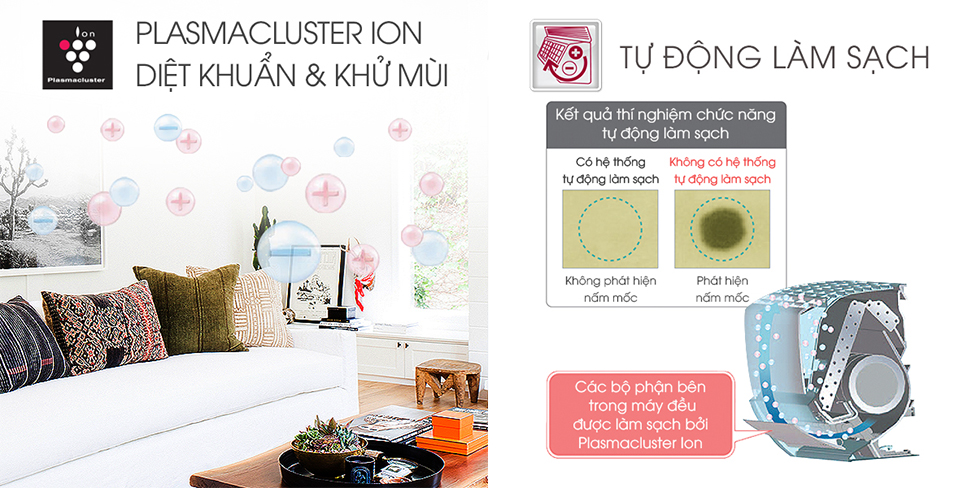 Ion
Plasmacluster
PLASMACLUSTER ION
DIỆT KHUẨN & KHỬ MÙI
TỰ ĐỘNG LÀM SẠCH
Kết quả thí nghiệm chức năng
tự động làm sạch
Có hệ thống
tự động làm sạch
Không có hệ thống
tự động làm sạch
Không phát hiện
nấm mốc
Phát hiện
nấm mốc
Các bộ phận bên
trong máy đều
được làm sạch bởi
Plasmacluster Ion